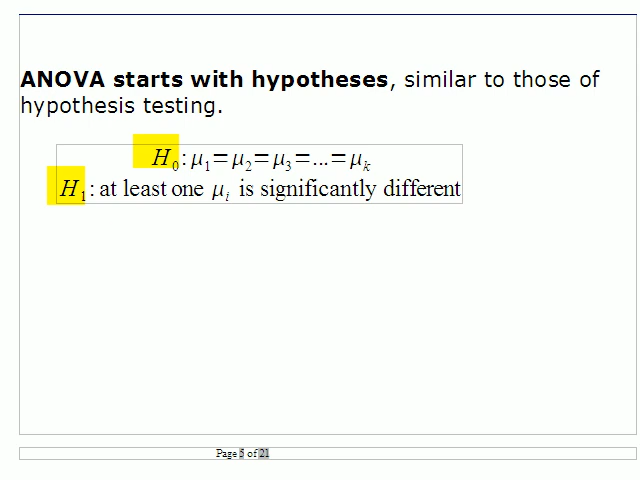 ANOVA starts with hypotheses, similar to those of
hypothesis testing.
H₀: μ₁=μ₂=μ₃=...=μₖ
H₁: at least one μᵢ is significantly different
Page 5 of 21